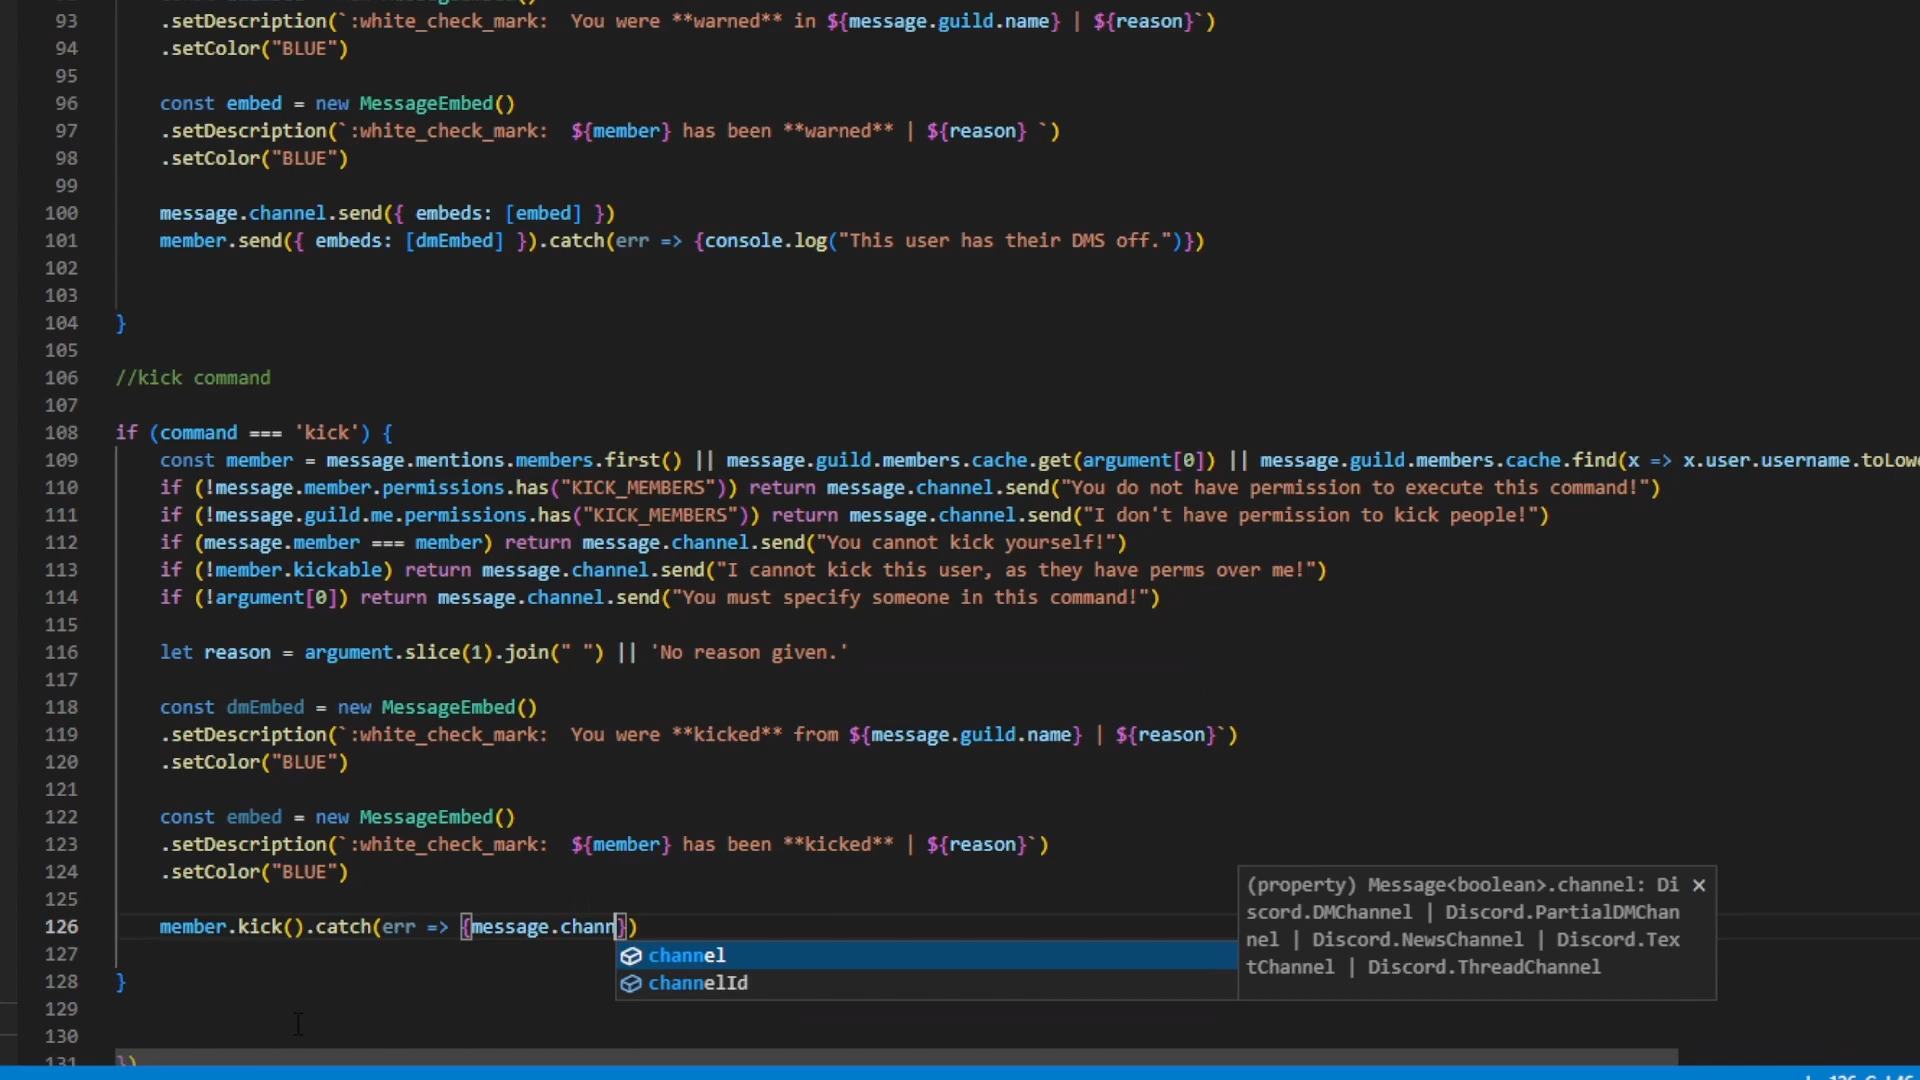 93 .setDescription(`:white_check_mark:  You were **warned** in ${message.guild.name} | ${reason}`)
94 .setColor("BLUE")
95
96 const embed = new MessageEmbed()
97 .setDescription(`:white_check_mark:  ${member} has been **warned** | ${reason} `)
98 .setColor("BLUE")
99
100 message.channel.send({ embeds: [embed] })
101 member.send({ embeds: [dmEmbed] }).catch(err => {console.log("This user has their DMS off.")})
102
103
104 }
105
106 //kick command
107
108 if (command === 'kick') {
109 const member = message.mentions.members.first() || message.guild.members.cache.get(argument[0]) || message.guild.members.cache.find(x => x.user.username.toLowe
110 if (!message.member.permissions.has("KICK_MEMBERS")) return message.channel.send("You do not have permission to execute this command!")
111 if (!message.guild.me.permissions.has("KICK_MEMBERS")) return message.channel.send("I don't have permission to kick people!")
112 if (message.member === member) return message.channel.send("You cannot kick yourself!")
113 if (!member.kickable) return message.channel.send("I cannot kick this user, as they have perms over me!")
114 if (!argument[0]) return message.channel.send("You must specify someone in this command!")
115
116 let reason = argument.slice(1).join(" ") || 'No reason given.'
117
118 const dmEmbed = new MessageEmbed()
119 .setDescription(`:white_check_mark:  You were **kicked** from ${message.guild.name} | ${reason}`)
120 .setColor("BLUE")
121
122 const embed = new MessageEmbed()
123 .setDescription(`:white_check_mark:  ${member} has been **kicked** | ${reason}`)
124 .setColor("BLUE")
125
126 member.kick().catch(err => {message.chann})
127
128 }
129
130
131 })
channel
channelId
(property) Message<boolean>.channel: Di
scord.DMChannel | Discord.PartialDMChan
nel | Discord.NewsChannel | Discord.Tex
tChannel | Discord.ThreadChannel